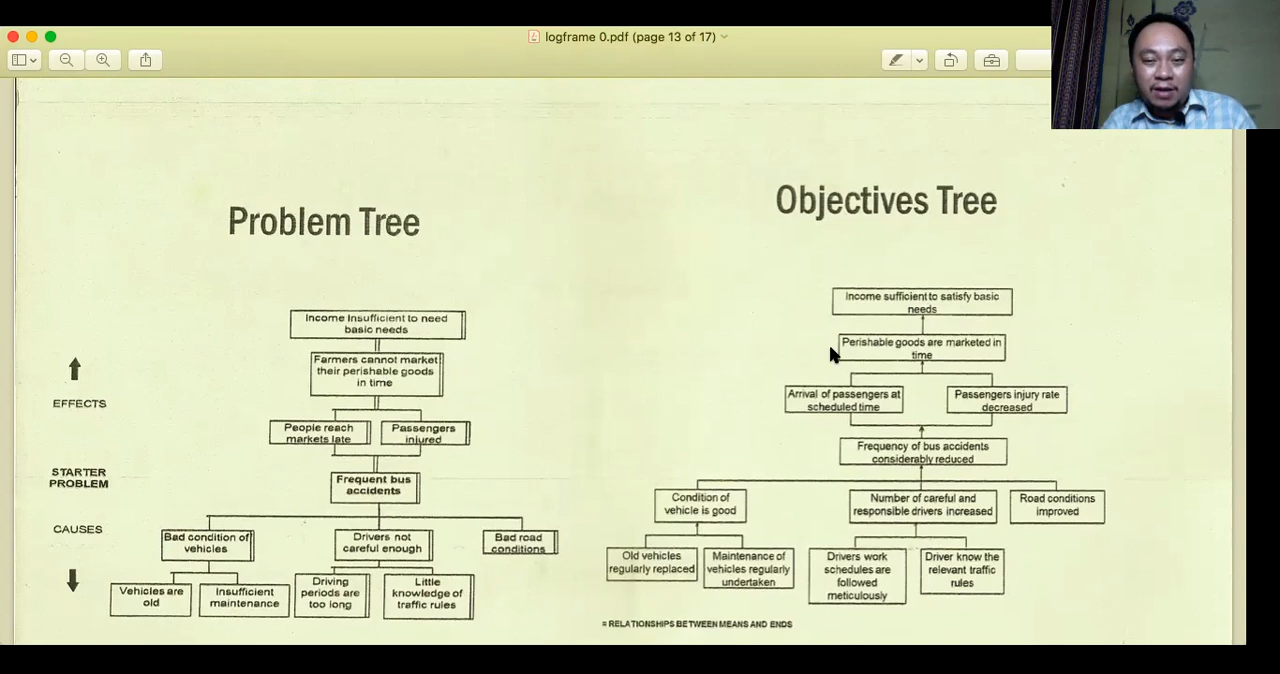 logframe 0.pdf (page 13 of 17)
Problem Tree
Income Insufficient to need
basic needs
Farmers cannot market
their perishable goods
in time
EFFECTS
People reach
markets late
Passengers
injured
STARTER
PROBLEM
Frequent bus
accidents
CAUSES
Bad condition of
vehicles
Drivers not
careful enough
Bad road
conditions
Vehicles are
old
Insufficient
maintenance
Driving
periods are
too long
Little
knowledge of
traffic rules
Objectives Tree
Income sufficient to satisfy basic
needs
Perishable goods are marketed in
time
Arrival of passengers at
scheduled time
Passengers injury rate
decreased
Frequency of bus accidents
considerably reduced
Condition of
vehicle is good
Number of careful and
responsible drivers increased
Road conditions
improved
Old vehicles
regularly replaced
Maintenance of
vehicles regularly
undertaken
Drivers work
schedules are
followed
meticulously
Driver know the
relevant traffic
rules
= RELATIONSHIPS BETWEEN MEANS AND ENDS